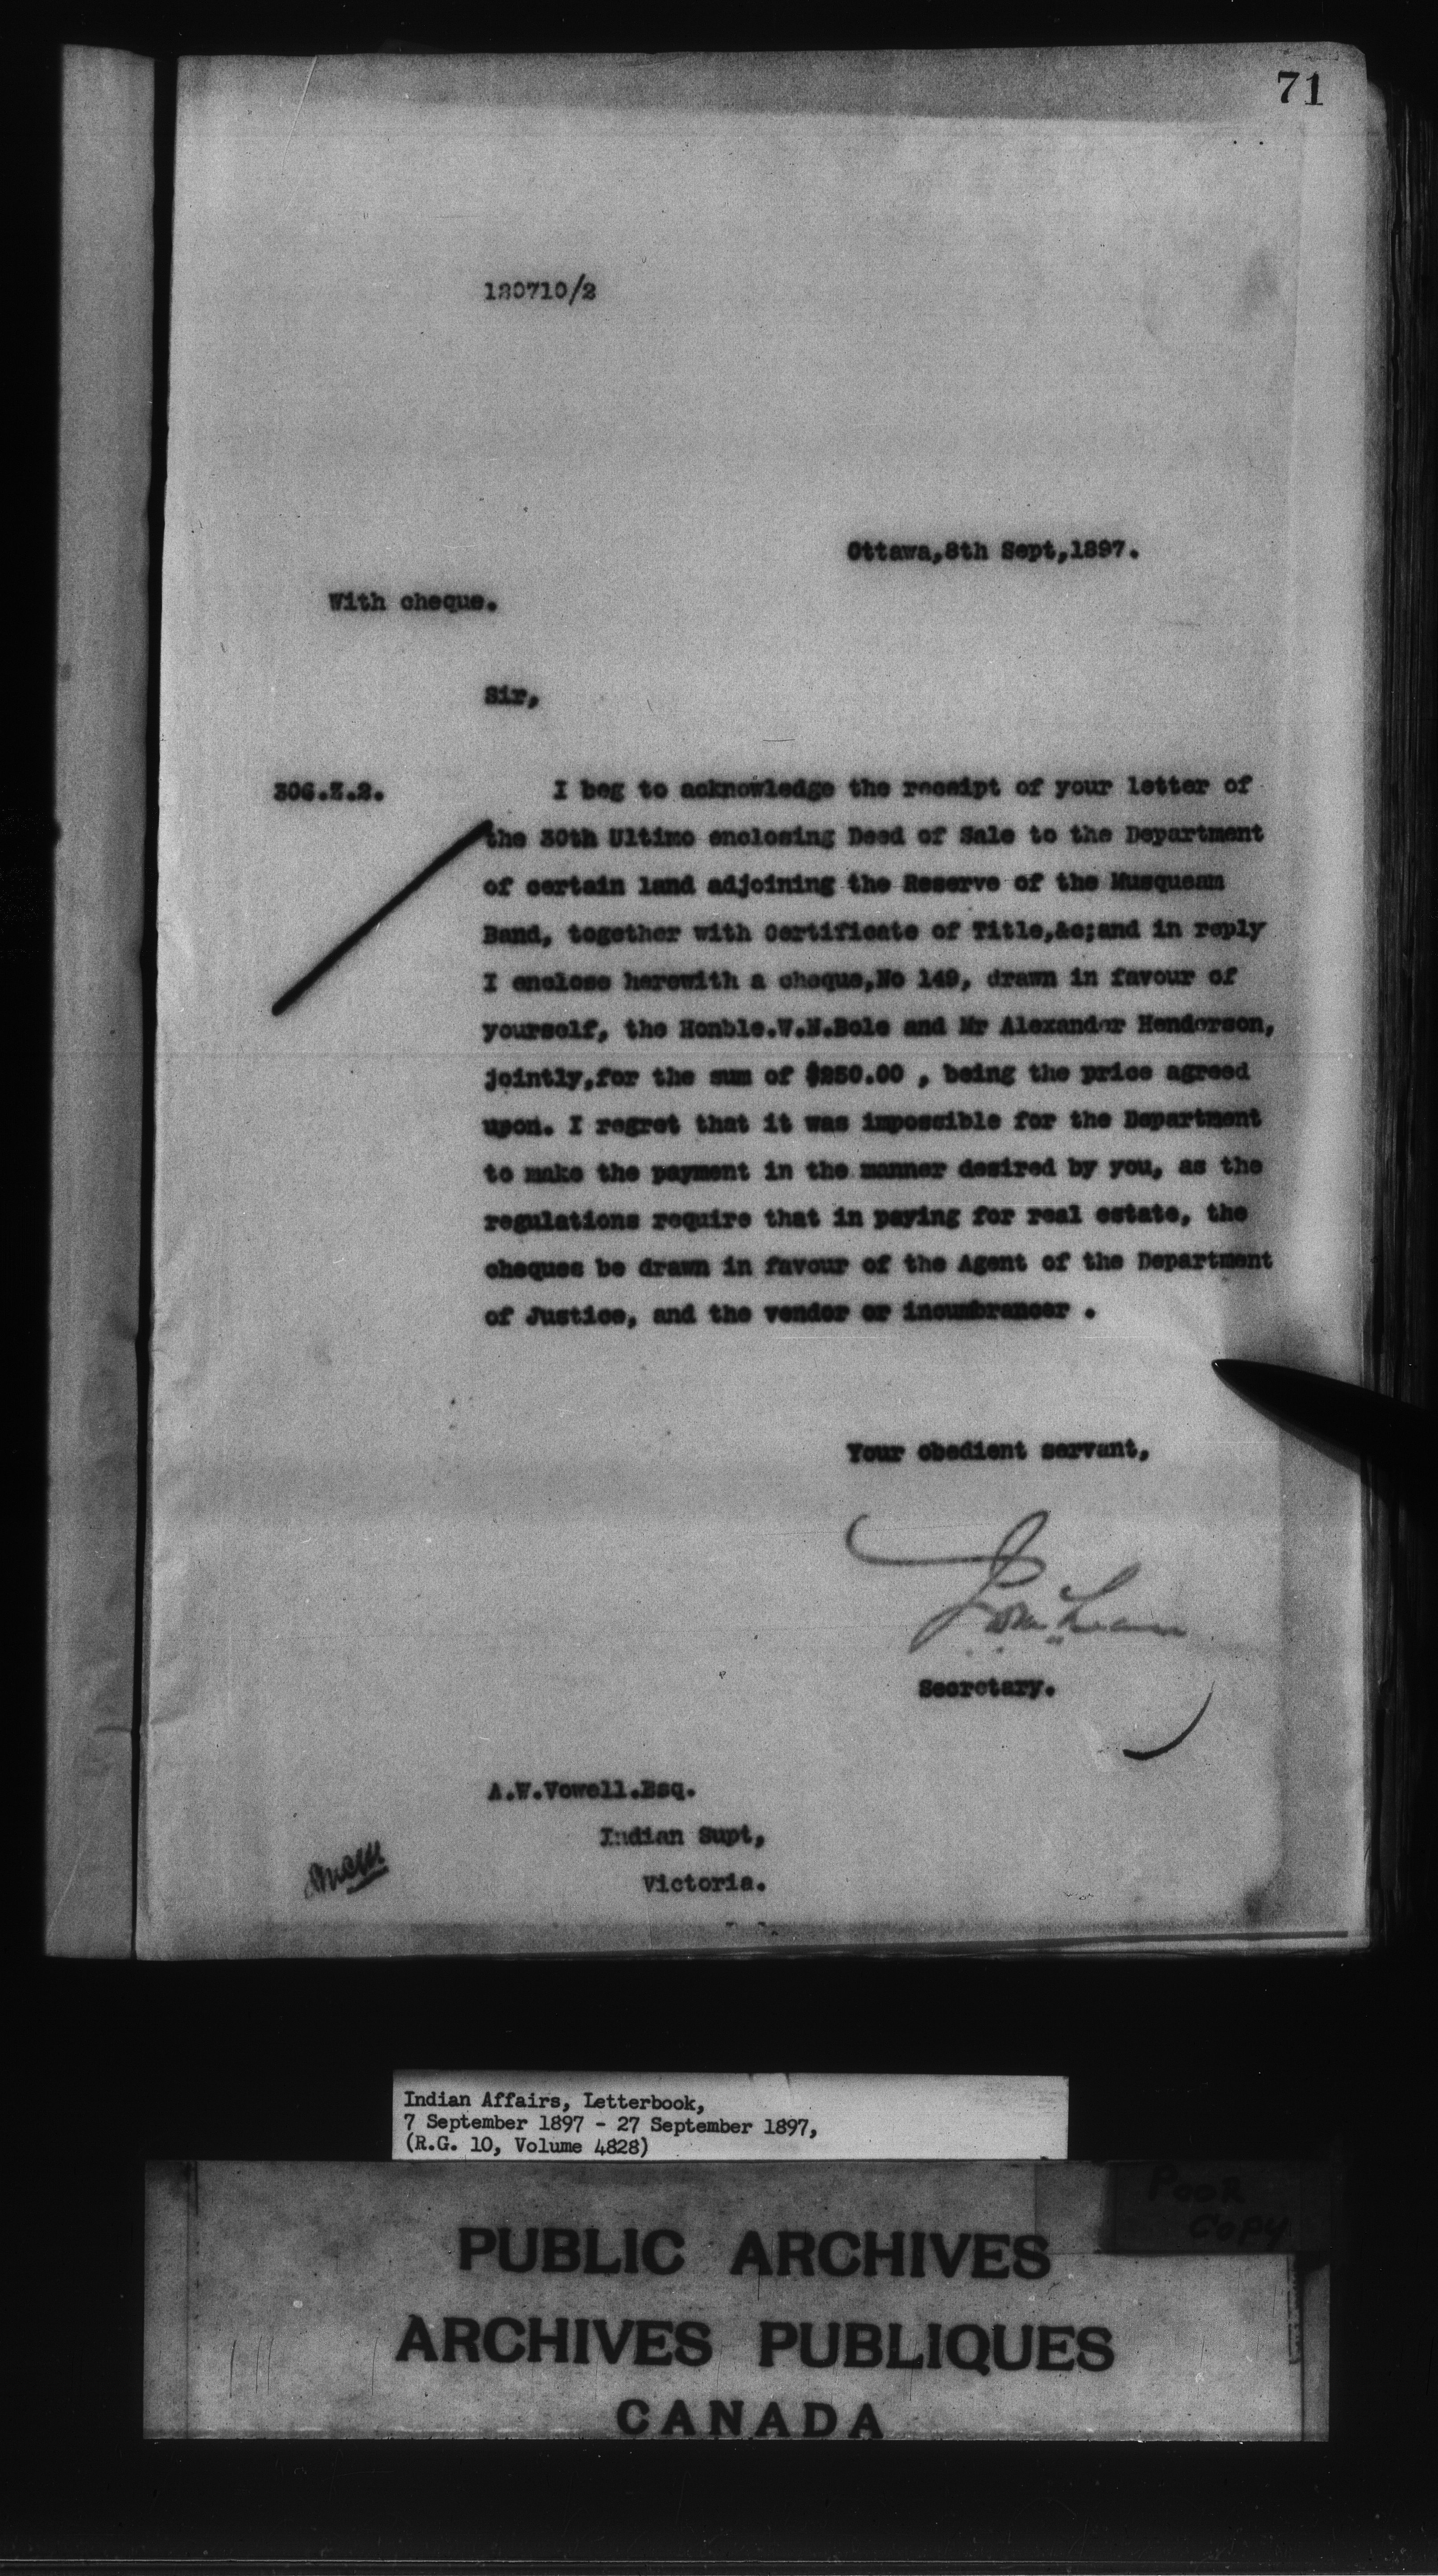 71
120710/2
Ottawa,8th Sept,1897.
With cheque.
Sir,
306.Z.2. I beg to acknowledge the receipt of your letter of
the 30th Ultimo enclosing Deed of Sale to the Department
of certain land adjoining the Reserve of the Musqueam
Band, together with Certificate of Title,&c;and in reply
I enclose herewith a cheque,No 149, drawn in favour of
yourself, the Honble.W.N.Bole and Mr Alexander Henderson,
jointly,for the sum of $250.00 , being the price agreed
upon. I regret that it was impossible for the Department
to make the payment in the manner desired by you, as the
regulations require that in paying for real estate, the
cheques be drawn in favour of the Agent of the Department
of Justice, and the vendor or incumbrancer .
Your obedient servant,
Secretary.
A.W.Vowell.Esq.
Indian Supt,
Victoria.
Indian Affairs, Letterbook,
7 September 1897 - 27 September 1897,
(R.G. 10, Volume 4828)
Poor
Copy
PUBLIC ARCHIVES
ARCHIVES PUBLIQUES
CANADA